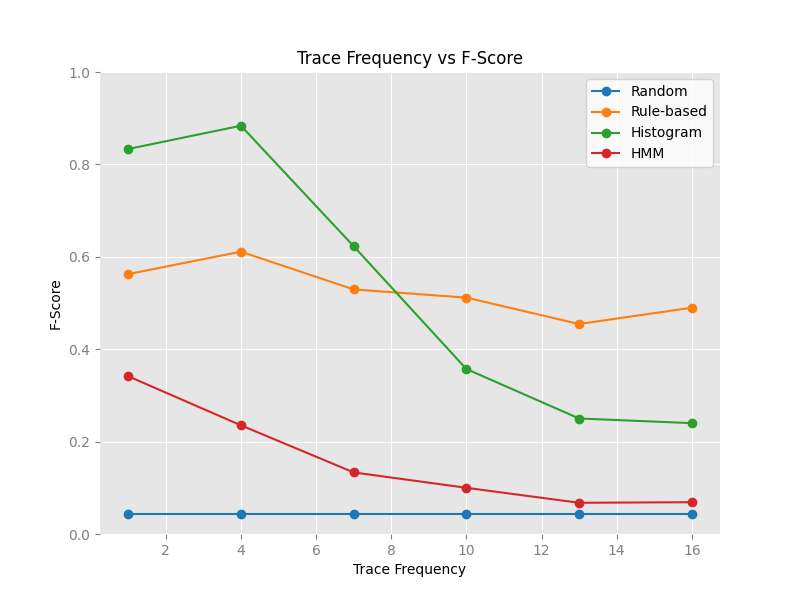 Trace Frequency vs F-Score
Random
Rule-based
Histogram
HMM
F-Score
1.0
0.8
0.6
0.4
0.2
0.0
2 4 6 8 10 12 14 16
Trace Frequency